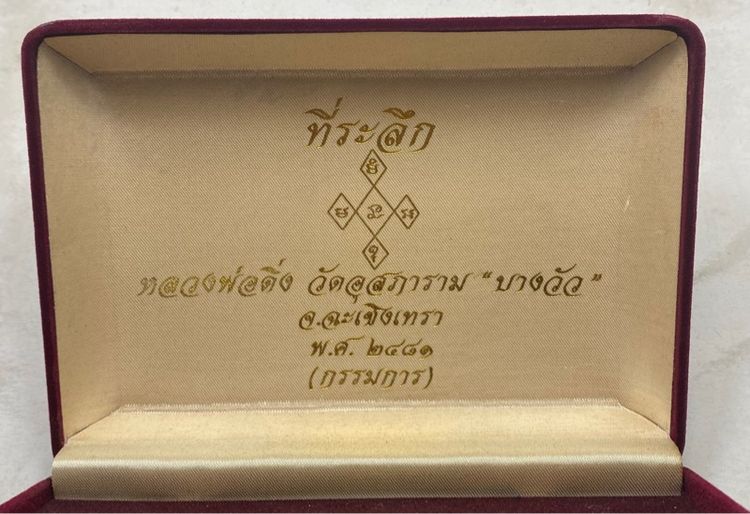 ที่ระลึก
หลวงพ่อดิ่ง วัดอุสภาราม "บางวัว"
จ.ฉะเชิงเทรา
พ.ศ. ๒๔๘๑
(กรรมการ)